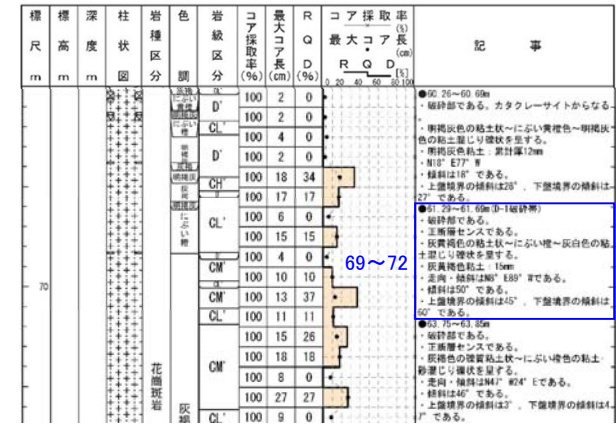 標尺 m
標高 m
深度 m
柱状図
岩種区分
色調
岩級区分
コア採取率(%)
最大コア長(cm)
RQD(%)
コア採取率
最大コア長(cm)
RQD
[%]
0 20 40 60 80 100
記事
D' 100 2 0
100 2 0
CL' 100 4 0
D' 100 2 0
明褐灰 100 18 34
CH' 100 17 17
100 6 0
CL' 100 15 15
にぶい橙
100 4 0
CM' 100 10 10
70
CM' 100 13 37
CL' 100 11 11
100 15 26
100 18 18
CM' 100 8 0
100 27 27
CL' 100 9 0
花崗斑岩
灰褐
69～72
●60.26～60.69m
・破砕部である。カタクレーサイトからなる
。
・明褐灰色の粘土状～にぶい黄橙色～明褐灰
色の粘土混じり礫状を呈する。
・明褐灰色粘土：累計厚12mm
・N18°E77°W
・傾斜は18°である。
・上盤境界の傾斜は28°、下盤境界の傾斜は
27°である。
●61.29～61.69m(D-1破砕帯)
・破砕部である。
・正断層センスである。
・灰黄褐色の粘土状～にぶい橙～灰白色の粘
土混じり礫状を呈する。
・灰黄褐色粘土：15mm
・走向・傾斜はN8°E89°Wである。
・傾斜は50°である。
・上盤境界の傾斜は45°、下盤境界の傾斜は
60°である。
●63.75～63.85m
・破砕部である。
・正断層センスである。
・灰褐色の礫質粘土状～にぶい橙色の粘土・
砂混じり礫状を呈する。
・走向・傾斜はN47°W24°Eである。
・傾斜は46°である。
・上盤境界の傾斜は3°、下盤境界の傾斜は4
7°である。